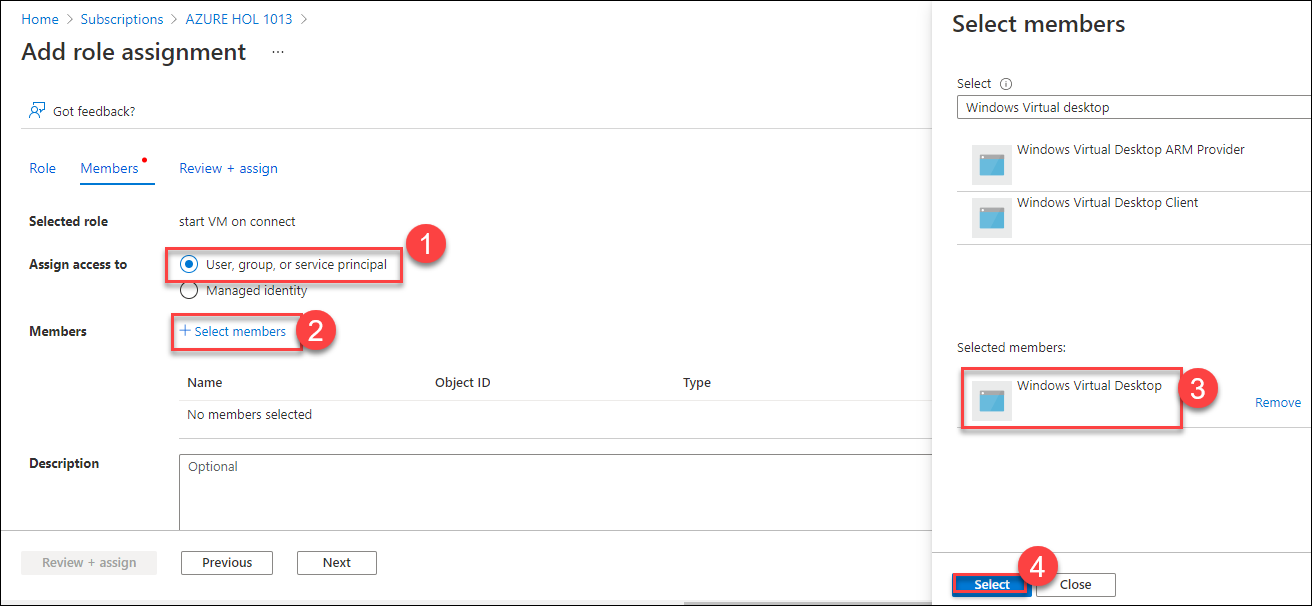 Home > Subscriptions > AZURE HOL 1013 >
Add role assignment ...
Got feedback?
Role Members Review + assign
Selected role start VM on connect
1
Assign access to User, group, or service principal
Managed identity
Members + Select members 2
Name Object ID Type
No members selected
Description Optional
Review + assign Previous Next
Select members
Select
Windows Virtual desktop
Windows Virtual Desktop ARM Provider
Windows Virtual Desktop Client
Selected members:
Windows Virtual Desktop 3
Remove
4
Select Close